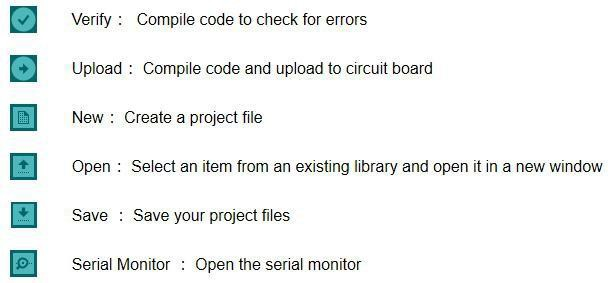 Verify： Compile code to check for errors
Upload：Compile code and upload to circuit board
New：Create a project file
Open：Select an item from an existing library and open it in a new window
Save ：Save your project files
Serial Monitor ：Open the serial monitor